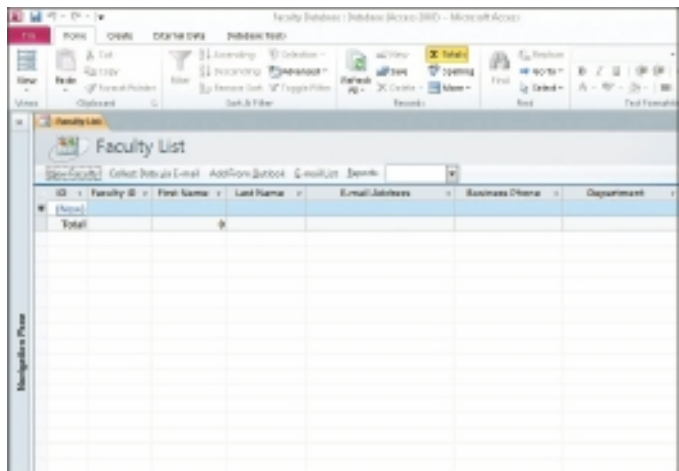 Faculty Database : Database (Access 2007) - Microsoft Access
File Home Create External Data Database Tools
View Paste Cut Copy Format Painter
Filter Ascending Descending Remove Sort Selection Advanced Toggle Filter
Refresh All New Save Delete Totals Spelling More
Find Replace Go To Select
Views Clipboard Sort & Filter Records Find Text Formatting
Faculty List
Faculty List
New Faculty Collect Data via E-mail Add From Outlook E-mail List Reports
ID Faculty ID First Name Last Name E-mail Address Business Phone Department
(New)
Total 0
Navigation Pane